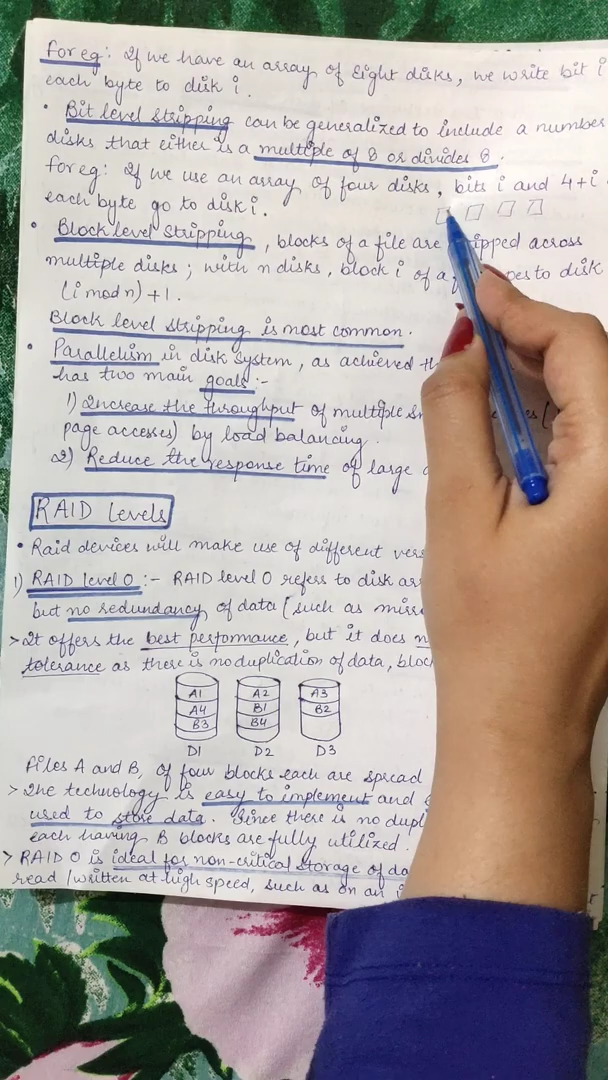 For eg: If we have an array of eight disks, we write bit i
each byte to disk i.
• Bit level stripping can be generalized to include a number
disks that either is a multiple of 8 or divides 8.
For eg: If we use an array of four disks, bits i and 4+i
each byte go to disk i.
• Block level stripping, blocks of a file are stripped across
multiple disks; with n disks, block i of a goes to disk
(i mod n) + 1.
Block level stripping is most common.
• Parallelism in disk system, as achieved
has two main goals :-
1) Increase the throughput of multiple
page accesses) by load balancing.
2) Reduce the response time of large
RAID Levels
• Raid devices will make use of different
1) RAID level 0 :- RAID level 0 refers to disk
but no redundancy of data (such as
> It offers the best performance, but it does
tolerance as there is no duplication of data,
A1 A2 A3
A4 B1 B2
B3 B4
D1 D2 D3
Files A and B, of four blocks each are spread
> The technology is easy to implement and
used to store data. Since there is no
each having B blocks are fully utilized.
> RAID 0 is ideal for non-critical storage of
read/written at high speed, such as on an